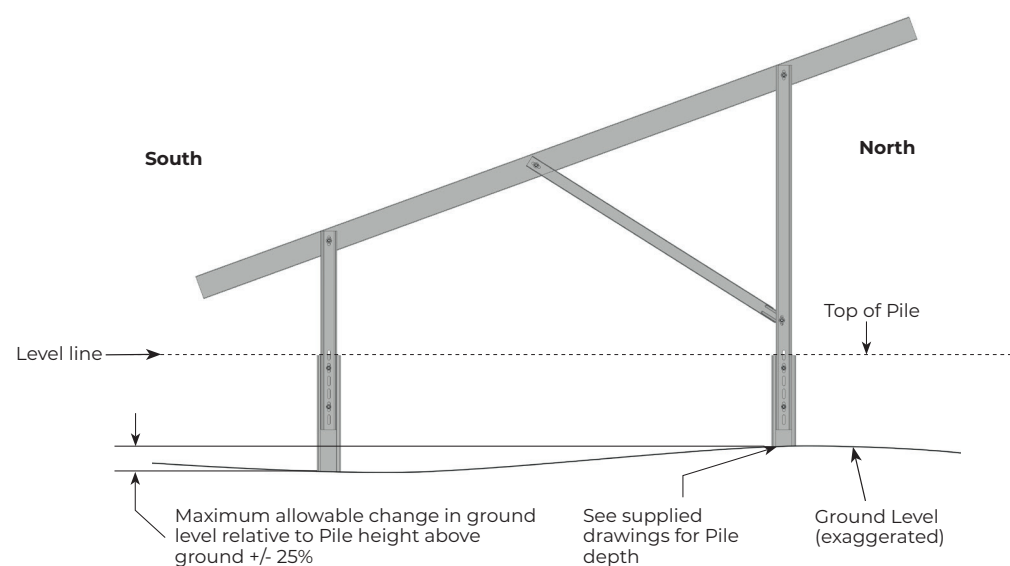 South
North
Top of Pile
Level line
Maximum allowable change in ground
level relative to Pile height above
ground +/- 25%
See supplied
drawings for Pile
depth
Ground Level
(exaggerated)